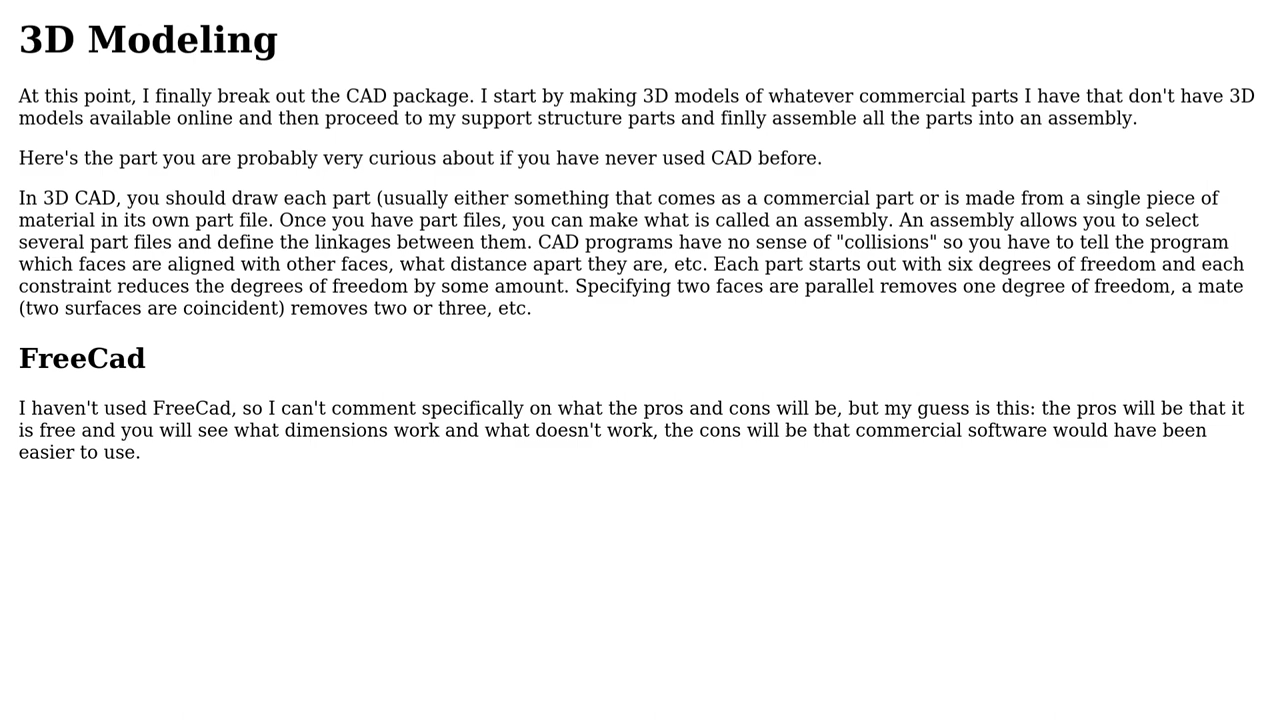 3D Modeling
At this point, I finally break out the CAD package. I start by making 3D models of whatever commercial parts I have that don't have 3D
models available online and then proceed to my support structure parts and finlly assemble all the parts into an assembly.
Here's the part you are probably very curious about if you have never used CAD before.
In 3D CAD, you should draw each part (usually either something that comes as a commercial part or is made from a single piece of
material in its own part file. Once you have part files, you can make what is called an assembly. An assembly allows you to select
several part files and define the linkages between them. CAD programs have no sense of "collisions" so you have to tell the program
which faces are aligned with other faces, what distance apart they are, etc. Each part starts out with six degrees of freedom and each
constraint reduces the degrees of freedom by some amount. Specifying two faces are parallel removes one degree of freedom, a mate
(two surfaces are coincident) removes two or three, etc.
FreeCad
I haven't used FreeCad, so I can't comment specifically on what the pros and cons will be, but my guess is this: the pros will be that it
is free and you will see what dimensions work and what doesn't work, the cons will be that commercial software would have been
easier to use.